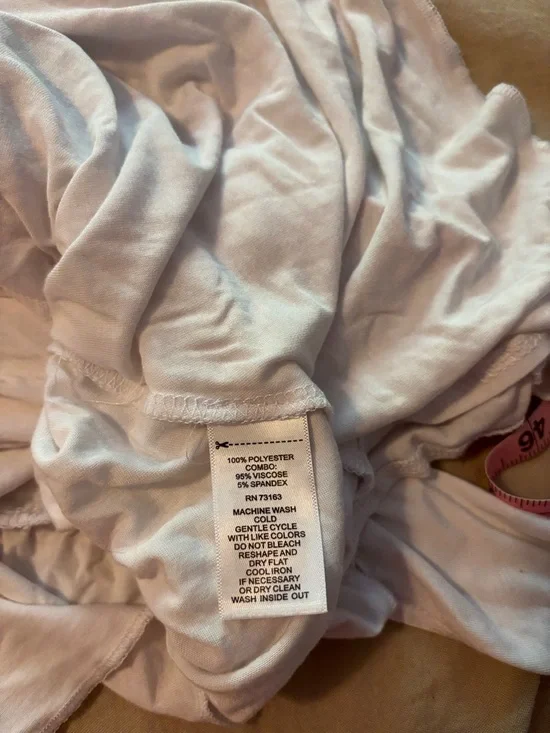 100% POLYESTER
COMBO:
95% VISCOSE
5% SPANDEX
RN 73163
MACHINE WASH
COLD
GENTLE CYCLE
WITH LIKE COLORS
DO NOT BLEACH
RESHAPE AND
DRY FLAT
COOL IRON
IF NECESSARY
OR DRY CLEAN
WASH INSIDE OUT
46